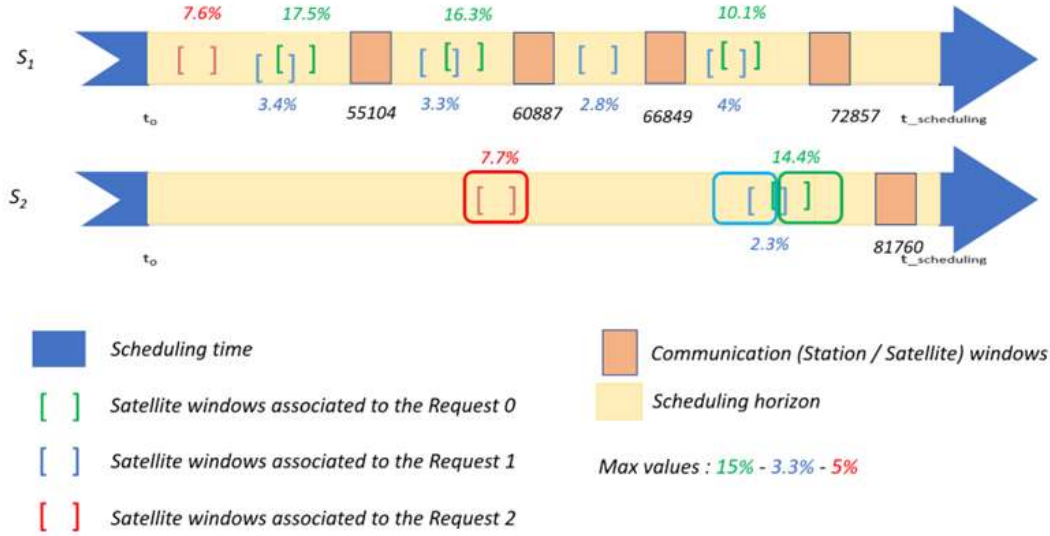 7.6% 17.5% 16.3% 10.1%
S1
3.4% 3.3% 2.8% 4%
to 55104 60887 66849 72857 t_scheduling
7.7% 14.4%
S2
2.3%
to 81760 t_scheduling
Scheduling time
Communication (Station / Satellite) windows
Satellite windows associated to the Request 0
Scheduling horizon
Satellite windows associated to the Request 1
Max values : 15% - 3.3% - 5%
Satellite windows associated to the Request 2